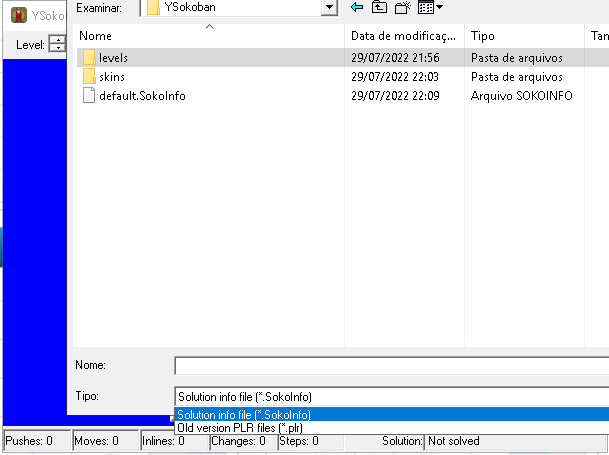 YSoko
Examinar:
YSokoban
Level:
Nome
Data de modificaç...
Tipo
Tan
levels
29/07/2022 21:56
Pasta de arquivos
skins
29/07/2022 22:03
Pasta de arquivos
default.SokoInfo
29/07/2022 22:09
Arquivo SOKOINFO
Nome:
Tipo:
Solution info file (*.SokoInfo)
Solution info file (*.SokoInfo)
Old version PLR files (*.plr)
Pushes: 0
Moves: 0
Inlines: 0
Changes: 0
Steps: 0
Solution:
Not solved